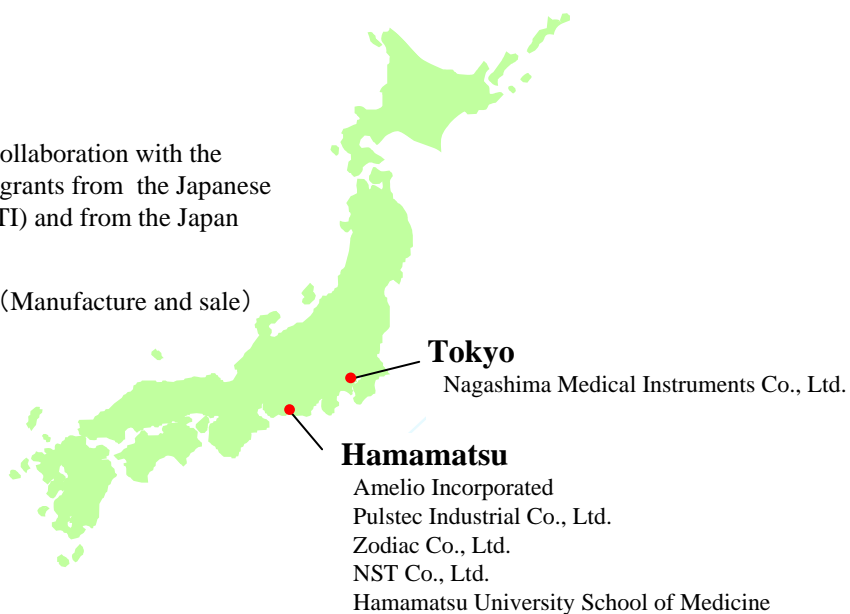 ollaboration with the
grants from the Japanese
TI) and from the Japan
（Manufacture and sale）
Tokyo
Nagashima Medical Instruments Co., Ltd.
Hamamatsu
Amelio Incorporated
Pulstec Industrial Co., Ltd.
Zodiac Co., Ltd.
NST Co., Ltd.
Hamamatsu University School of Medicine